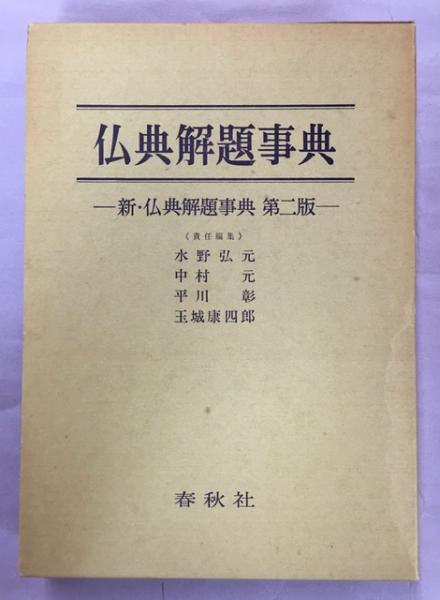 仏典解題事典
―新・仏典解題事典 第二版―
《責任編集》
水野弘元
中村 元
平川 彰
玉城康四郎
春秋社